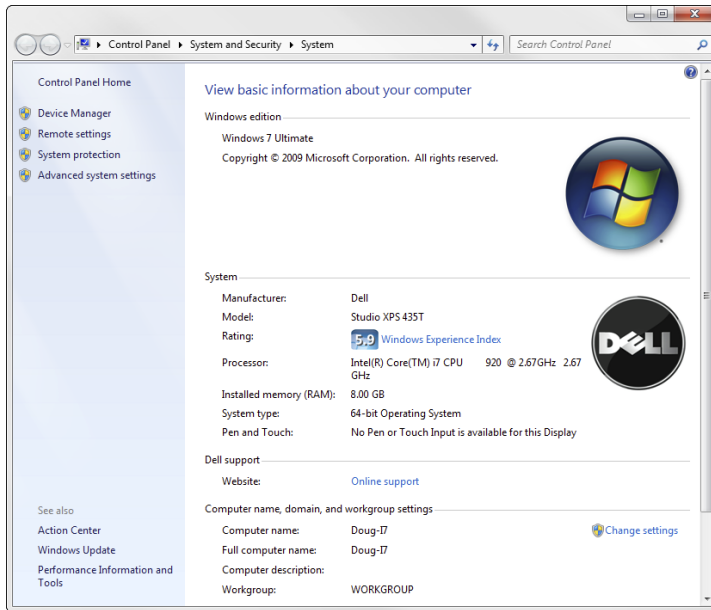 Control Panel ▸ System and Security ▸ System
Search Control Panel
Control Panel Home
Device Manager
Remote settings
System protection
Advanced system settings
See also
Action Center
Windows Update
Performance Information and
Tools
View basic information about your computer
Windows edition
Windows 7 Ultimate
Copyright © 2009 Microsoft Corporation. All rights reserved.
System
Manufacturer: Dell
Model: Studio XPS 435T
Rating: 5.9 Windows Experience Index
Processor: Intel(R) Core(TM) i7 CPU 920 @ 2.67GHz 2.67
GHz
Installed memory (RAM): 8.00 GB
System type: 64-bit Operating System
Pen and Touch: No Pen or Touch Input is available for this Display
DELL
Dell support
Website: Online support
Computer name, domain, and workgroup settings
Computer name: Doug-I7
Change settings
Full computer name: Doug-I7
Computer description:
Workgroup: WORKGROUP